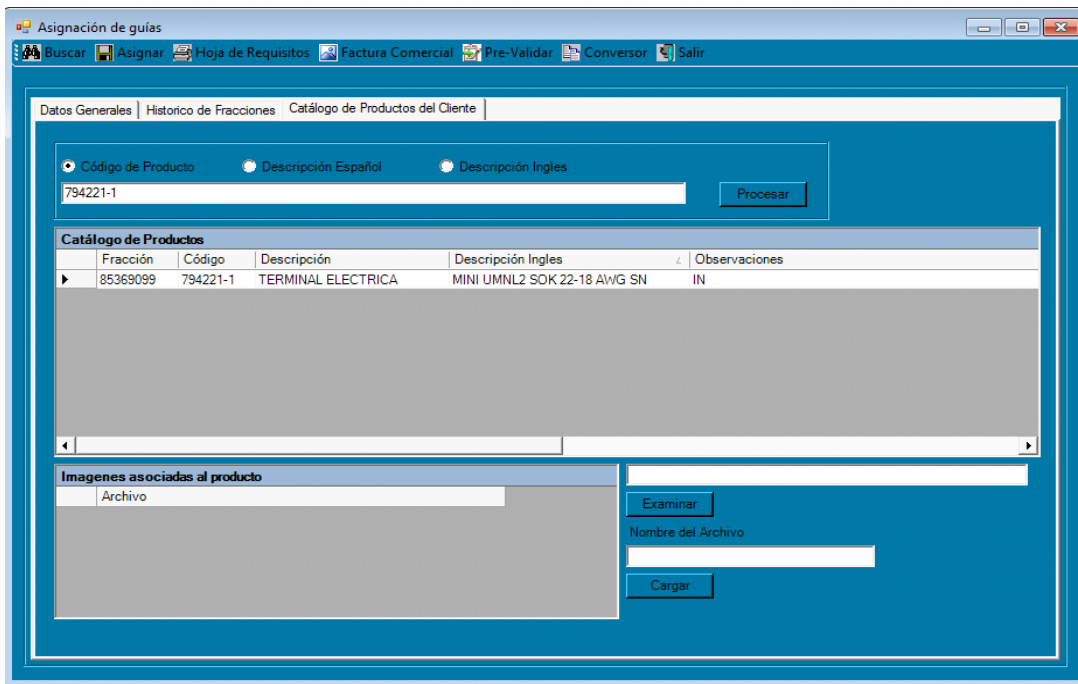 Asignación de guías
Buscar Asignar Hoja de Requisitos Factura Comercial Pre-Validar Conversor Salir
Datos Generales Historico de Fracciones Catálogo de Productos del Cliente
Código de Producto Descripción Español Descripción Ingles
794221-1 Procesar
Catálogo de Productos
Fracción Código Descripción Descripción Ingles Observaciones
85369099 794221-1 TERMINAL ELECTRICA MINI UMNL2 SOK 22-18 AWG SN IN
Imagenes asociadas al producto
Archivo
Examinar
Nombre del Archivo
Cargar